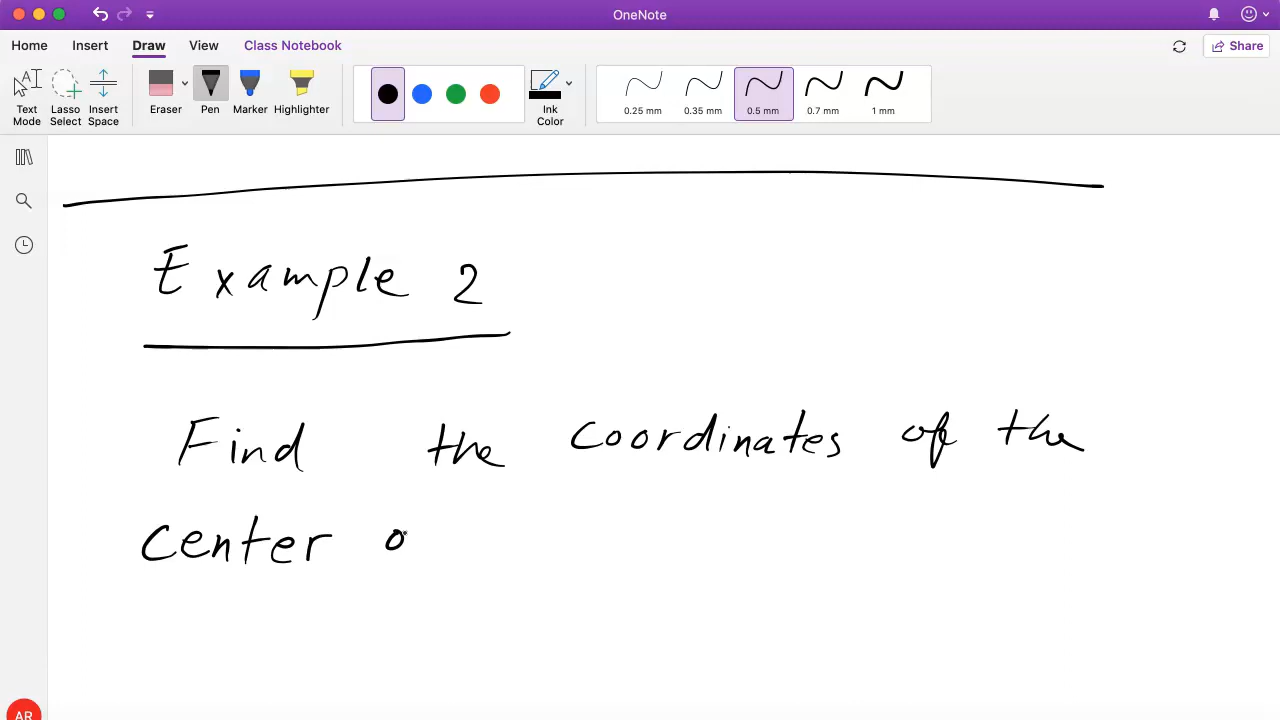 OneNote
Home Insert Draw View Class Notebook Share
Text Mode Lasso Select Insert Space Eraser Pen Marker Highlighter Ink Color 0.25 mm 0.35 mm 0.5 mm 0.7 mm 1 mm
Example 2
Find the coordinates of the
center o
AR